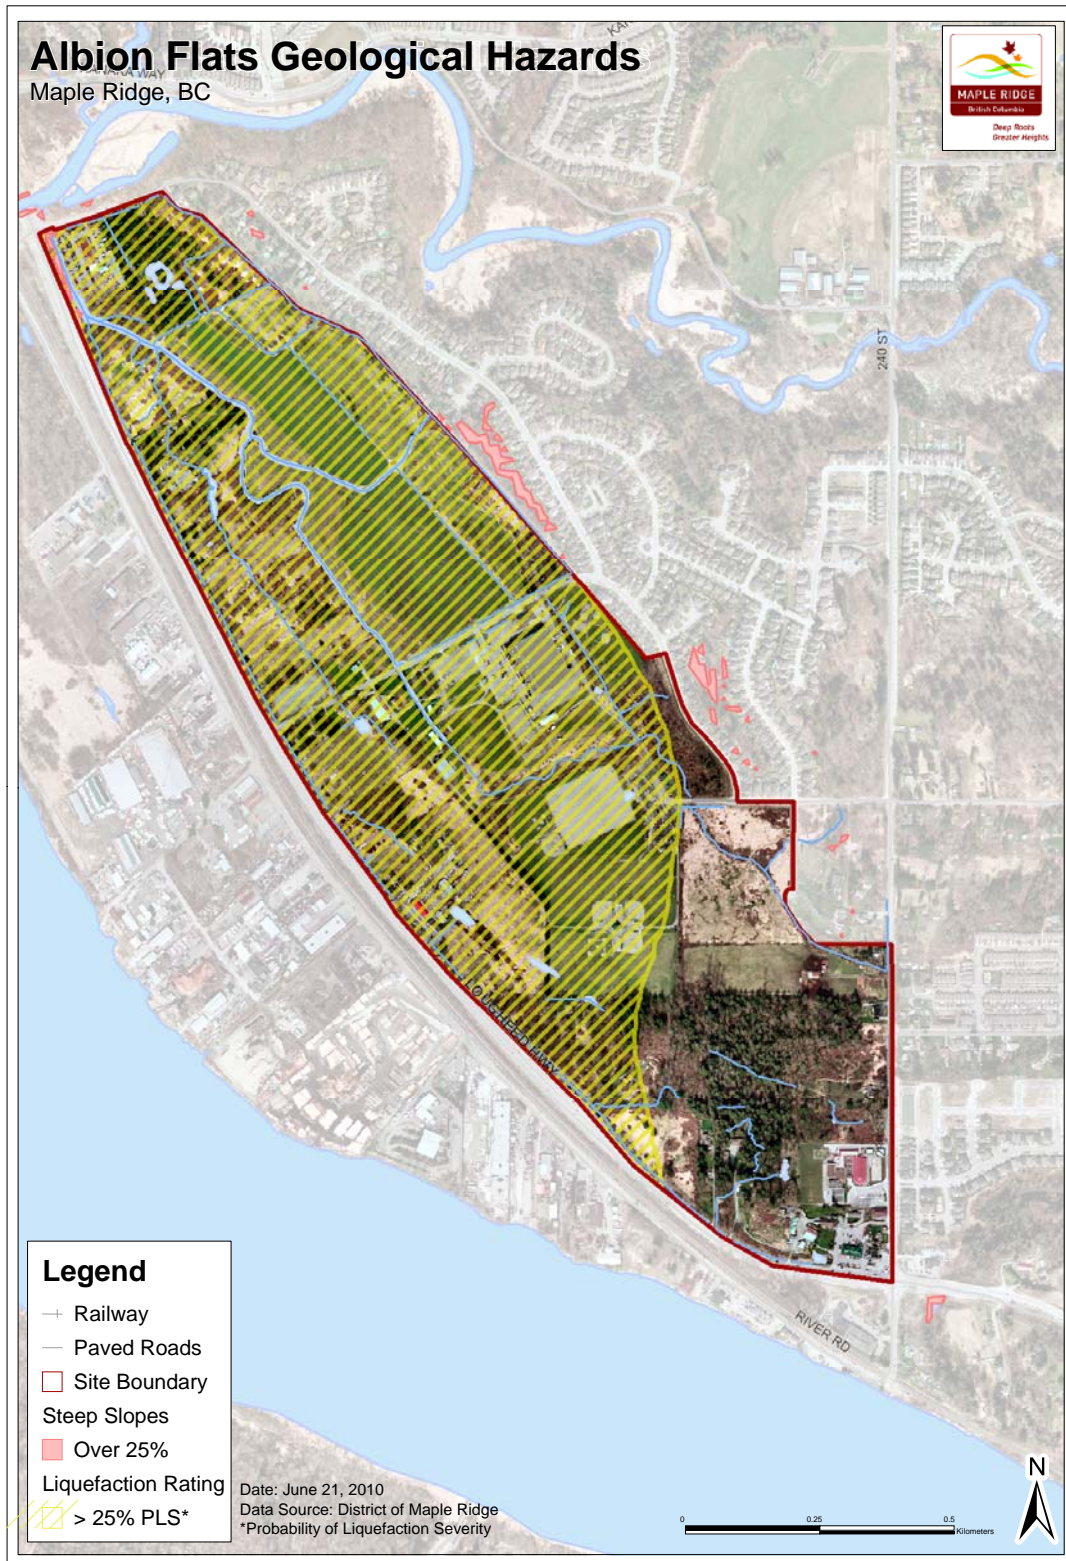 Albion Flats Geological Hazards
Maple Ridge, BC
KANAKA WAY
MAPLE RIDGE
British Columbia
Deep Roots
Greater Heights
240 ST
LOUGHEED HWY
RIVER RD
Legend
Railway
Paved Roads
Site Boundary
Steep Slopes
Over 25%
Liquefaction Rating
> 25% PLS*
Date: June 21, 2010
Data Source: District of Maple Ridge
*Probability of Liquefaction Severity
0 0.25 0.5
Kilometers
N